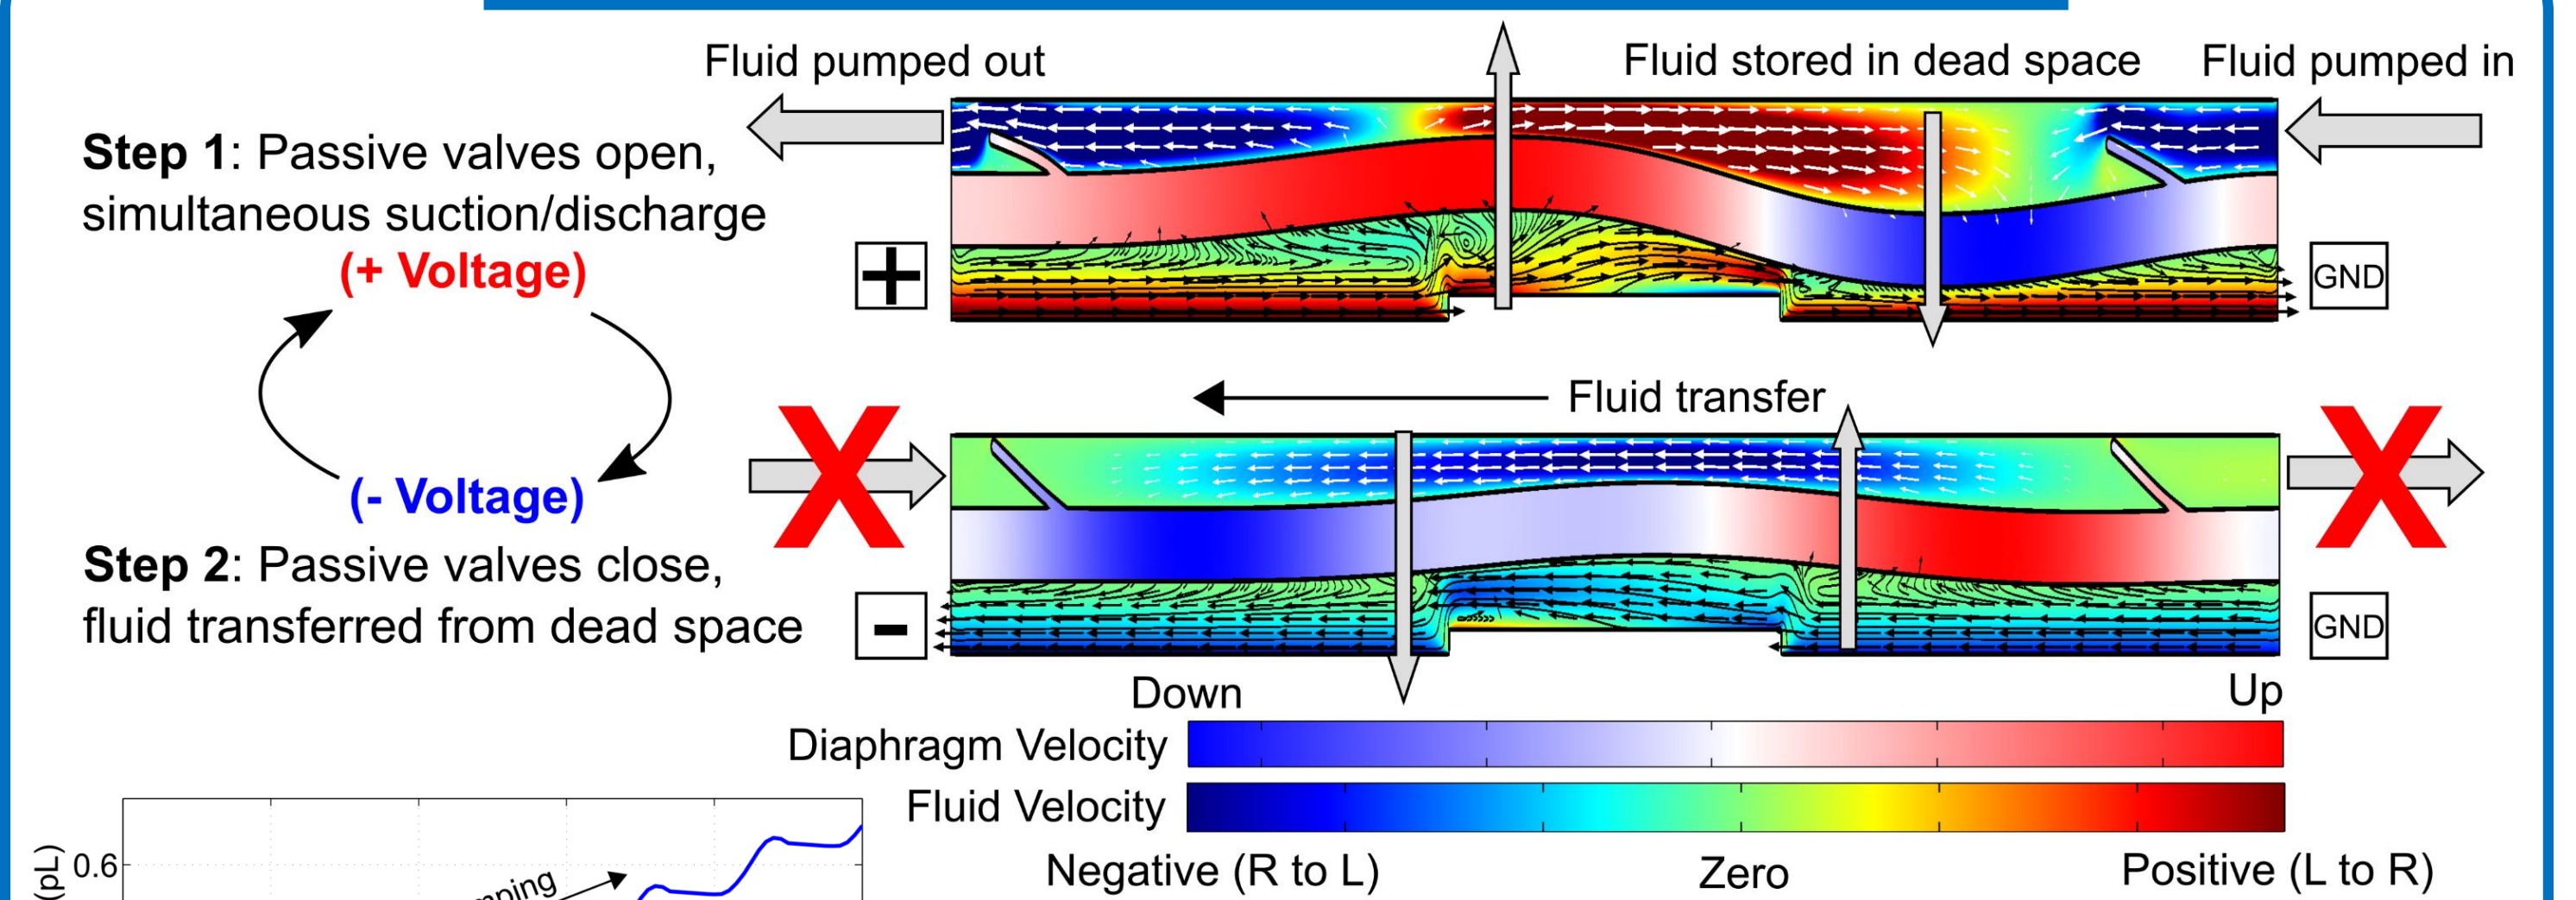 Fluid pumped out
Fluid stored in dead space
Fluid pumped in
Step 1: Passive valves open,
simultaneous suction/discharge
(+ Voltage)
+
GND
Fluid transfer
X
X
(- Voltage)
Step 2: Passive valves close,
fluid transferred from dead space
-
GND
Down
Up
Diaphragm Velocity
Fluid Velocity
Negative (R to L)
Zero
Positive (L to R)
0.6
(pL)